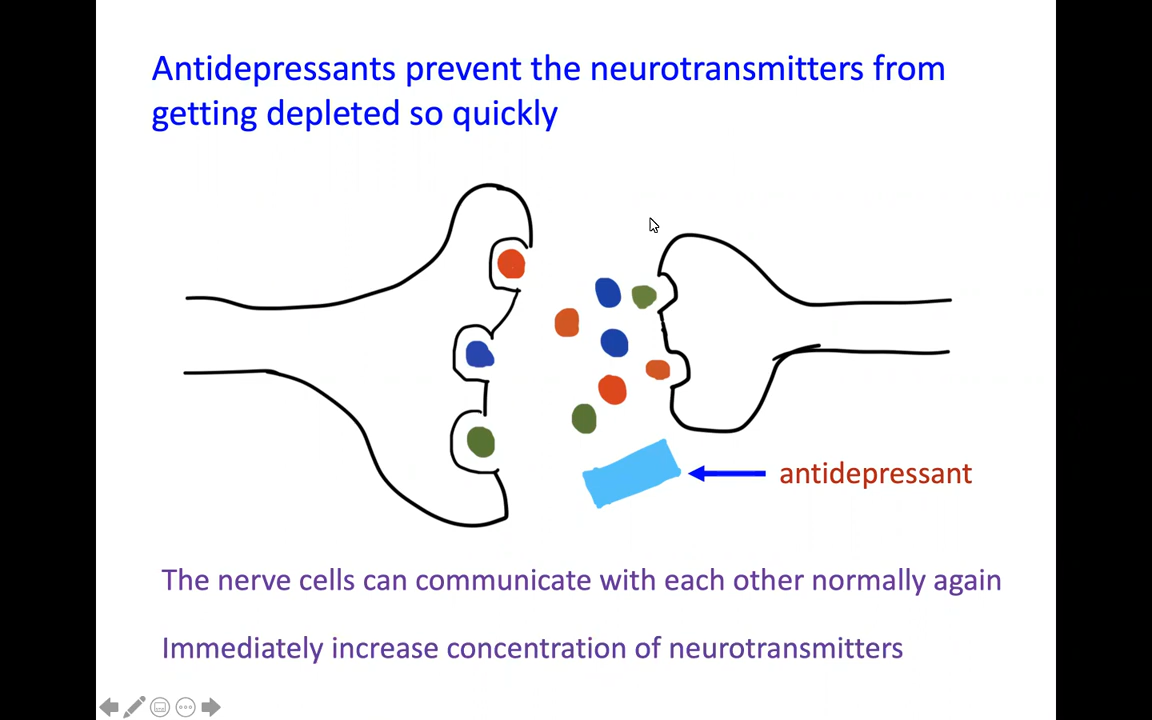 Antidepressants prevent the neurotransmitters from
getting depleted so quickly
antidepressant
The nerve cells can communicate with each other normally again
Immediately increase concentration of neurotransmitters